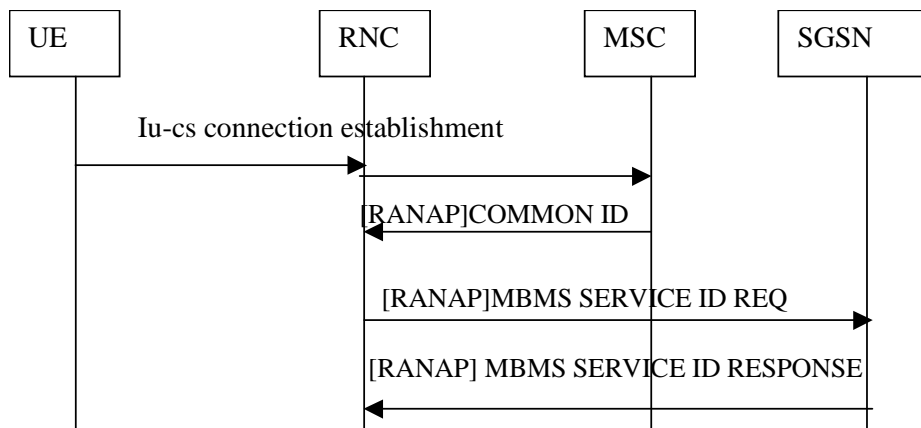 UE RNC MSC SGSN
Iu-cs connection establishment
[RANAP]COMMON ID
[RANAP]MBMS SERVICE ID REQ
[RANAP] MBMS SERVICE ID RESPONSE